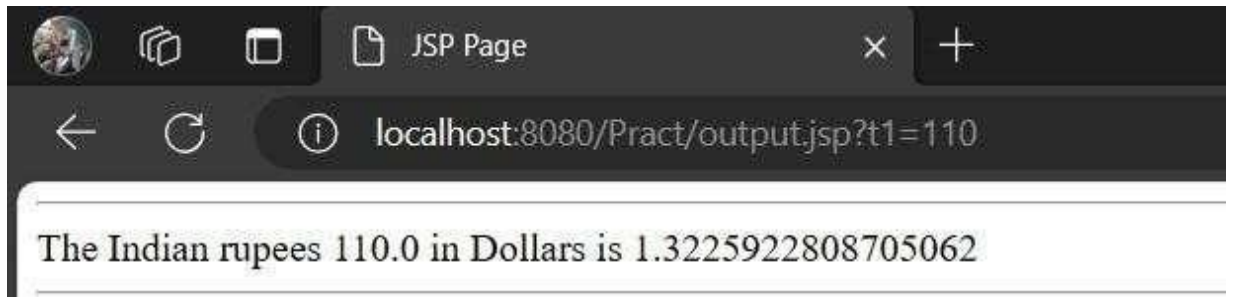 JSP Page
localhost:8080/Pract/output.jsp?t1=110
The Indian rupees 110.0 in Dollars is 1.3225922808705062